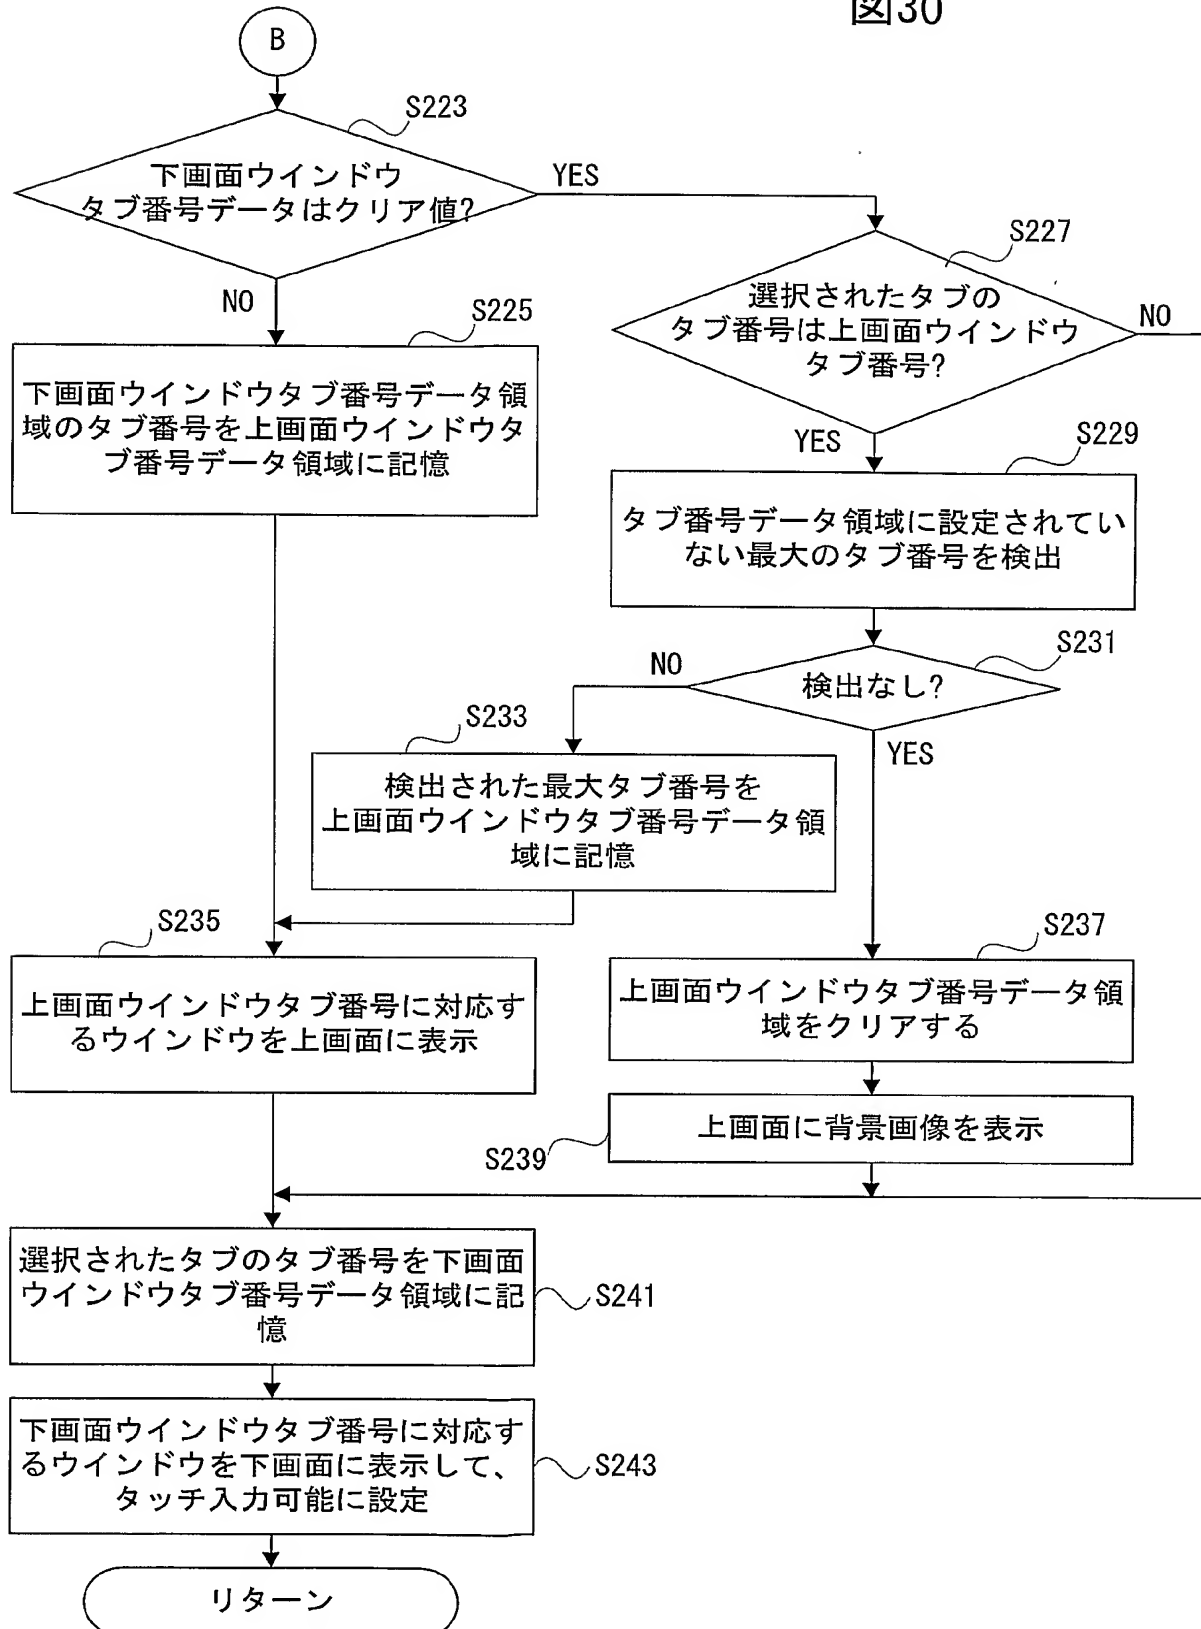 図30
B
S223
下画面ウインドウ
タブ番号データはクリア値?
YES
NO
S227
選択されたタブの
タブ番号は上画面ウインドウ
タブ番号?
NO
YES
S225
下画面ウインドウタブ番号データ領
域のタブ番号を上画面ウインドウタ
ブ番号データ領域に記憶
S229
タブ番号データ領域に設定されてい
ない最大のタブ番号を検出
S231
検出なし?
NO
YES
S233
検出された最大タブ番号を
上画面ウインドウタブ番号データ領
域に記憶
S235
上画面ウインドウタブ番号に対応す
るウインドウを上画面に表示
S237
上画面ウインドウタブ番号データ領
域をクリアする
上画面に背景画像を表示
S239
選択されたタブのタブ番号を下画面
ウインドウタブ番号データ領域に記
憶
S241
下画面ウインドウタブ番号に対応す
るウインドウを下画面に表示して、
タッチ入力可能に設定
S243
リターン